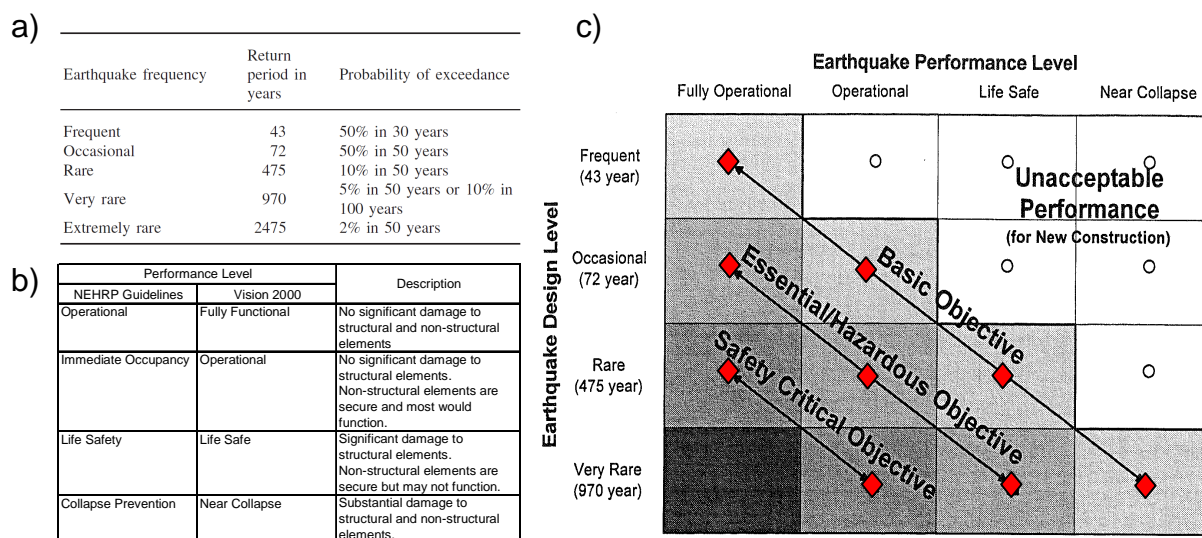 a)
Earthquake frequency
Return
period in
years
Probability of exceedance
Frequent 43 50% in 30 years
Occasional 72 50% in 50 years
Rare 475 10% in 50 years
Very rare 970 5% in 50 years or 10% in
100 years
Extremely rare 2475 2% in 50 years
b)
Performance Level
Description
NEHRP Guidelines Vision 2000
Operational Fully Functional No significant damage to
structural and non-structural
elements
Immediate Occupancy Operational No significant damage to
structural elements.
Non-structural elements are
secure and most would
function.
Life Safety Life Safe Significant damage to
structural elements.
Non-structural elements are
secure but may not function.
Collapse Prevention Near Collapse Substantial damage to
structural and non-structural
elements.
c)
Earthquake Performance Level
Fully Operational Operational Life Safe Near Collapse
Earthquake Design Level
Frequent
(43 year)
Occasional
(72 year)
Rare
(475 year)
Very Rare
(970 year)
Unacceptable
Performance
(for New Construction)
Basic Objective
Essential/Hazardous Objective
Safety Critical Objective